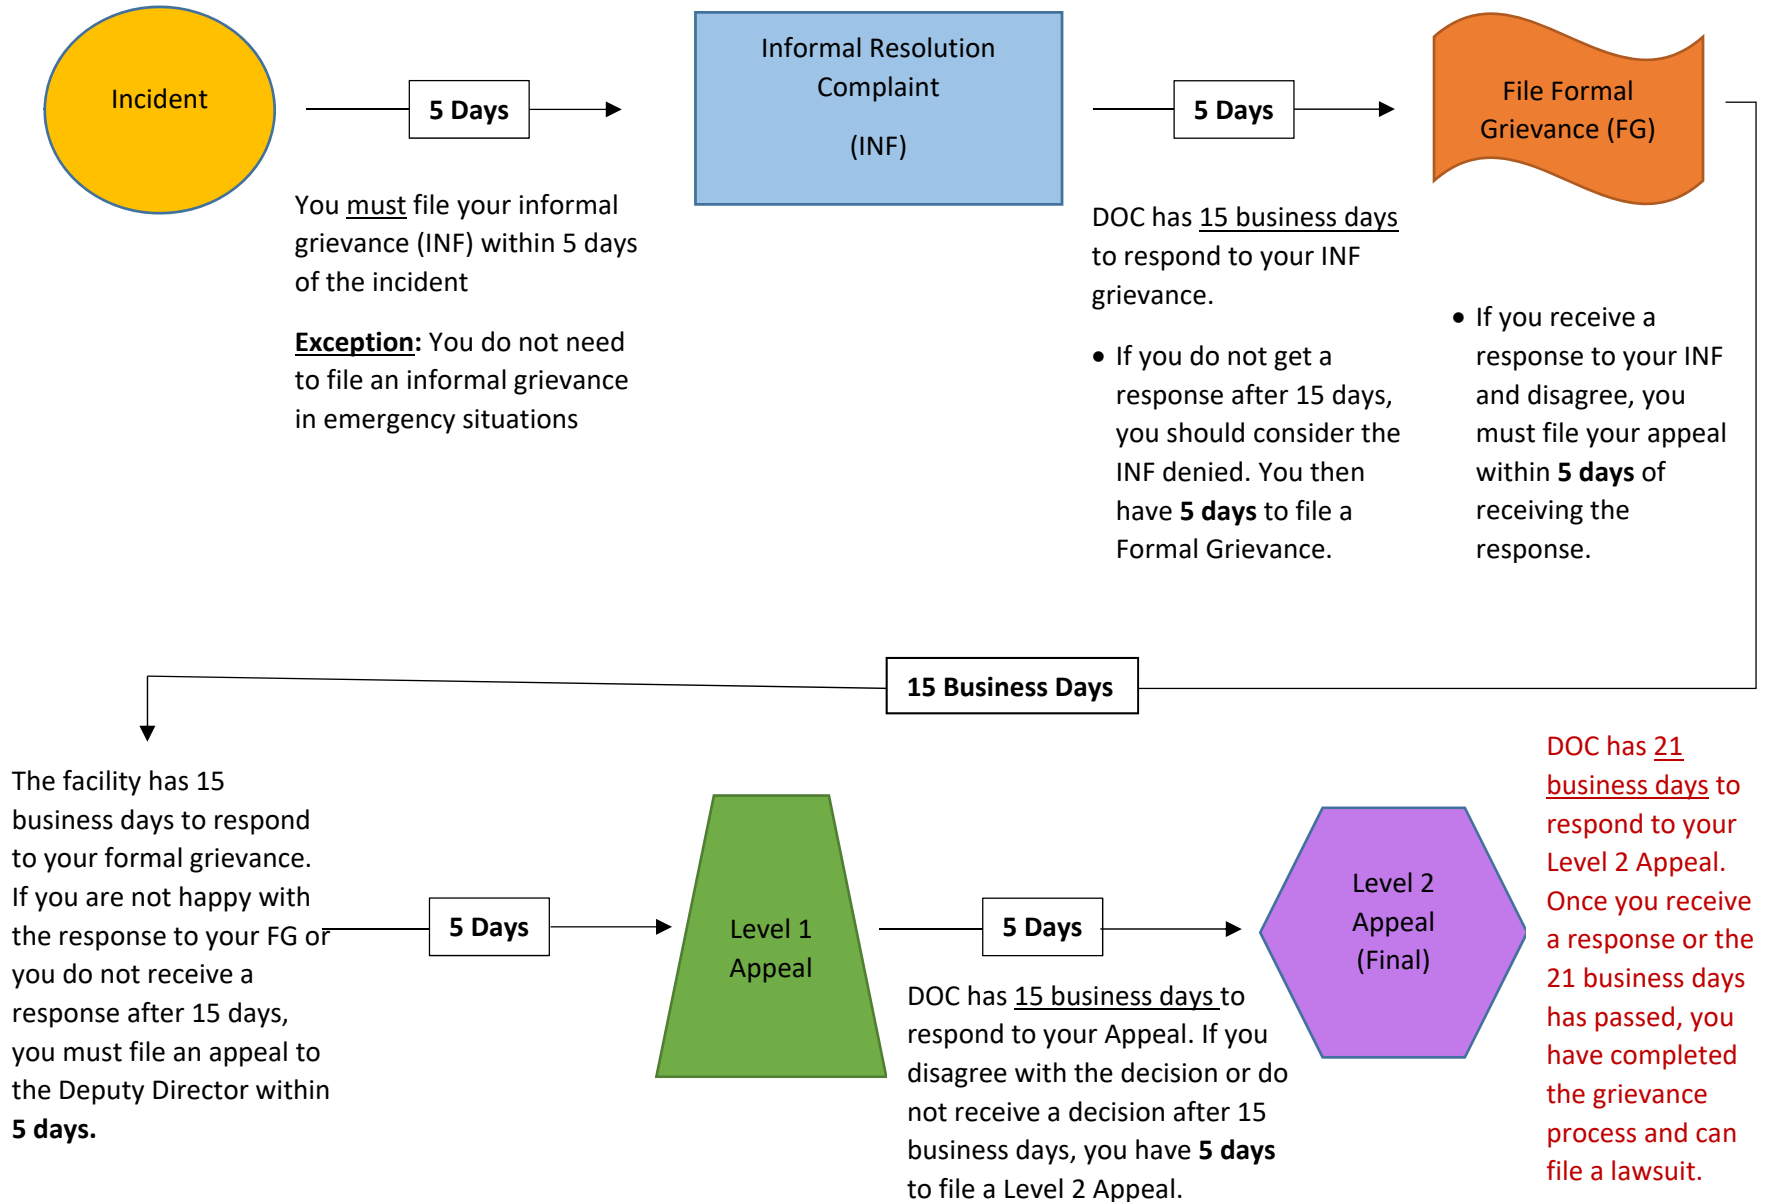 Incident
5 Days
You must file your informal
grievance (INF) within 5 days
of the incident
Exception: You do not need
to file an informal grievance
in emergency situations
Informal Resolution
Complaint
(INF)
5 Days
DOC has 15 business days
to respond to your INF
grievance.
• If you do not get a
response after 15 days,
you should consider the
INF denied. You then
have 5 days to file a
Formal Grievance.
File Formal
Grievance (FG)
• If you receive a
response to your INF
and disagree, you
must file your appeal
within 5 days of
receiving the
response.
15 Business Days
The facility has 15
business days to respond
to your formal grievance.
If you are not happy with
the response to your FG or
you do not receive a
response after 15 days,
you must file an appeal to
the Deputy Director within
5 days.
5 Days
Level 1
Appeal
5 Days
DOC has 15 business days to
respond to your Appeal. If you
disagree with the decision or do
not receive a decision after 15
business days, you have 5 days
to file a Level 2 Appeal.
Level 2
Appeal
(Final)
DOC has 21
business days to
respond to your
Level 2 Appeal.
Once you receive
a response or the
21 business days
has passed, you
have completed
the grievance
process and can
file a lawsuit.